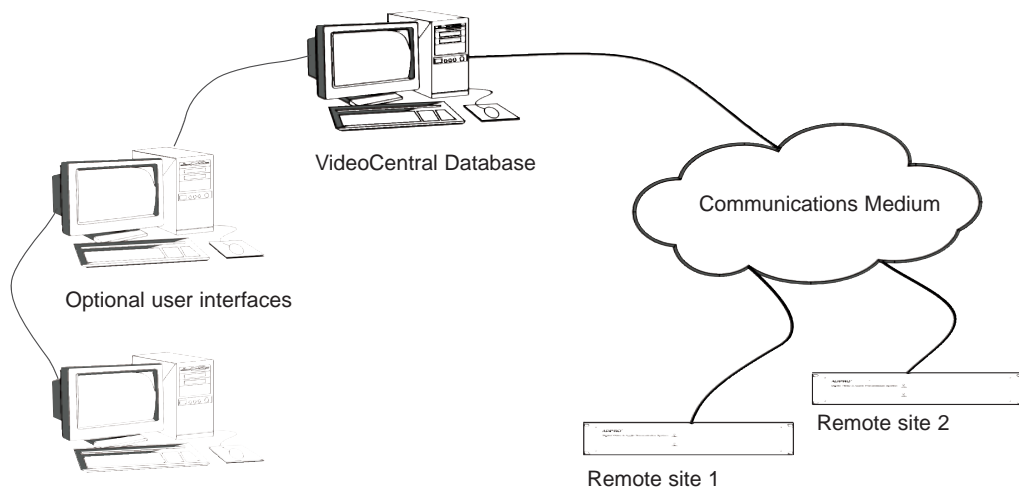 VideoCentral Database
Communications Medium
Optional user interfaces
Remote site 2
Remote site 1